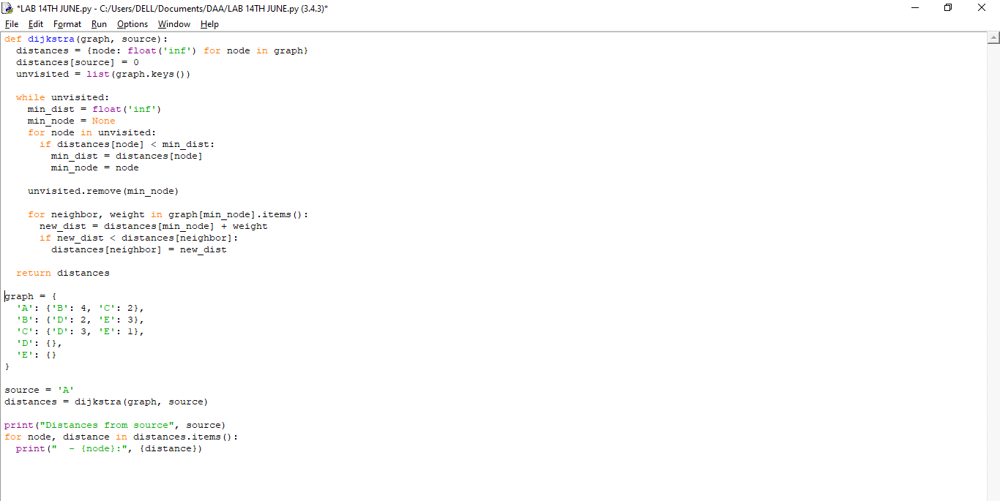 *LAB 14TH JUNE.py - C:/Users/DELL/Documents/DAA/LAB 14TH JUNE.py (3.4.3)*
File Edit Format Run Options Window Help
def dijkstra(graph, source):
  distances = {node: float('inf') for node in graph}
  distances[source] = 0
  unvisited = list(graph.keys())

  while unvisited:
    min_dist = float('inf')
    min_node = None
    for node in unvisited:
      if distances[node] < min_dist:
        min_dist = distances[node]
        min_node = node

    unvisited.remove(min_node)

    for neighbor, weight in graph[min_node].items():
      new_dist = distances[min_node] + weight
      if new_dist < distances[neighbor]:
        distances[neighbor] = new_dist

  return distances

graph = {
  'A': {'B': 4, 'C': 2},
  'B': {'D': 2, 'E': 3},
  'C': {'D': 3, 'E': 1},
  'D': {},
  'E': {}
}

source = 'A'
distances = dijkstra(graph, source)

print("Distances from source", source)
for node, distance in distances.items():
  print("  - {node}:", {distance})